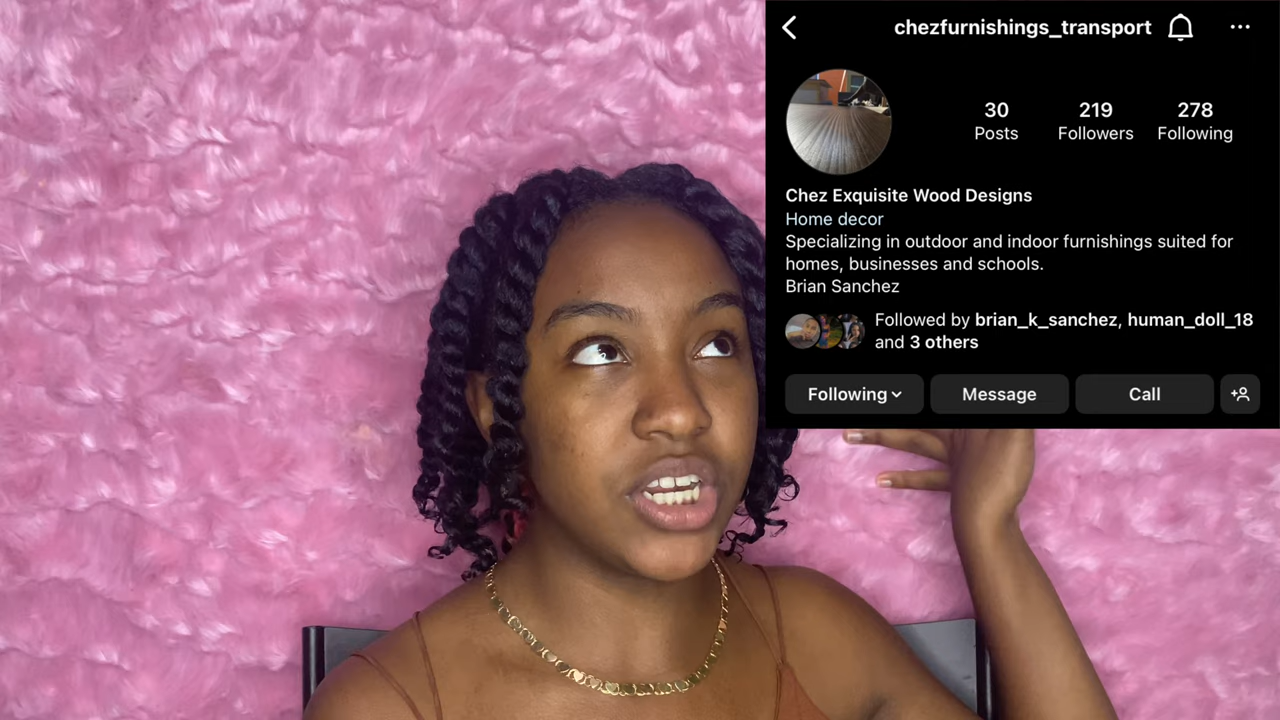 chezfurnishings_transport
30
219
278
Posts
Followers
Following
Chez Exquisite Wood Designs
Home decor
Specializing in outdoor and indoor furnishings suited for
homes, businesses and schools.
Brian Sanchez
Followed by brian_k_sanchez, human_doll_18
and 3 others
Following
Message
Call